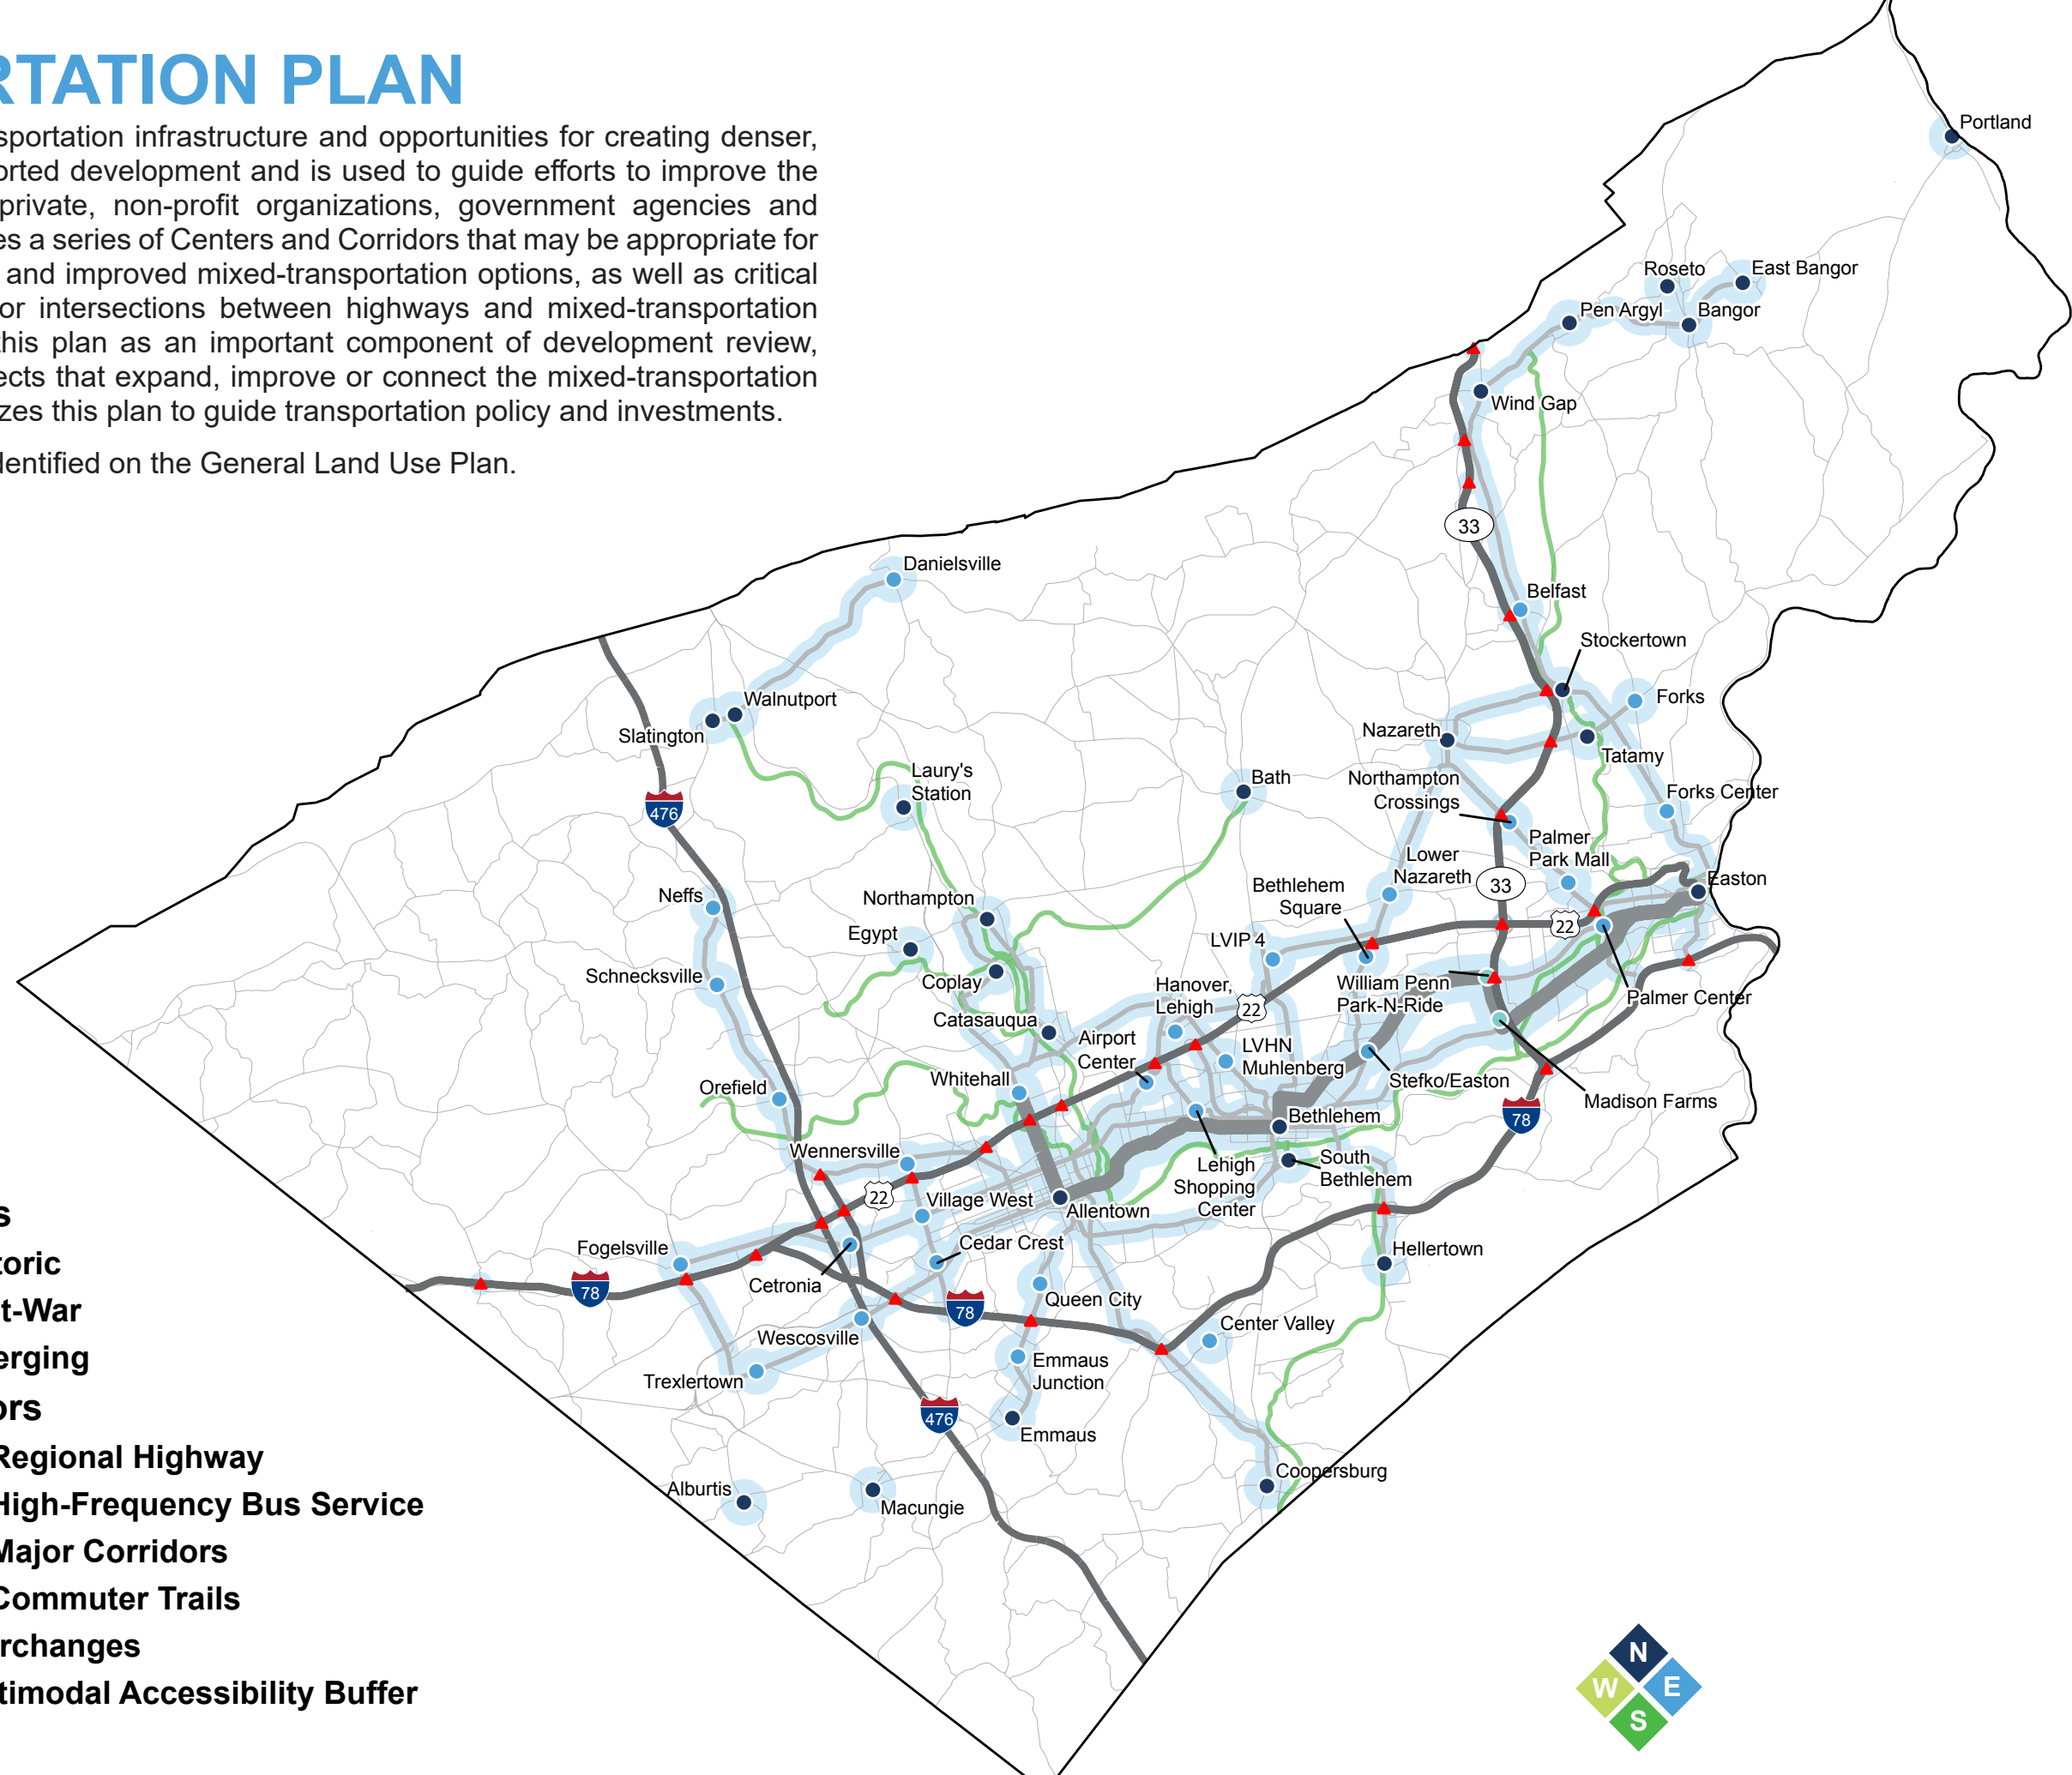 RTATION PLAN
sportation infrastructure and opportunities for creating denser,
orted development and is used to guide efforts to improve the
private, non-profit organizations, government agencies and
es a series of Centers and Corridors that may be appropriate for
and improved mixed-transportation options, as well as critical
or intersections between highways and mixed-transportation
this plan as an important component of development review,
ects that expand, improve or connect the mixed-transportation
zes this plan to guide transportation policy and investments.
dentified on the General Land Use Plan.
Portland
Roseto
East Bangor
Pen Argyl
Bangor
Wind Gap
33
Danielsville
Belfast
Stockertown
Walnutport
Slatington
Forks
Nazareth
Tatamy
Laury's
Station
Bath
Northampton
Crossings
Forks Center
476
Palmer
Park Mall
Lower
Nazareth
33
Easton
Bethlehem
Square
Neffs
Northampton
22
Egypt
LVIP 4
Schnecksville
Coplay
Hanover,
Lehigh
William Penn
Park-N-Ride
Palmer Center
22
Catasauqua
Airport
Center
LVHN
Muhlenberg
Whitehall
Stefko/Easton
Orefield
Madison Farms
78
Bethlehem
Wennersville
Lehigh
Shopping
Center
South
Bethlehem
22
Village West
Allentown
Fogelsville
Cedar Crest
Hellertown
Cetronia
78
78
Queen City
Center Valley
Wescosville
Emmaus
Junction
Trexlertown
476
Emmaus
Coopersburg
Alburtis
Macungie
s
toric
t-War
erging
ors
Regional Highway
High-Frequency Bus Service
Major Corridors
Commuter Trails
rchanges
timodal Accessibility Buffer
N
W
E
S